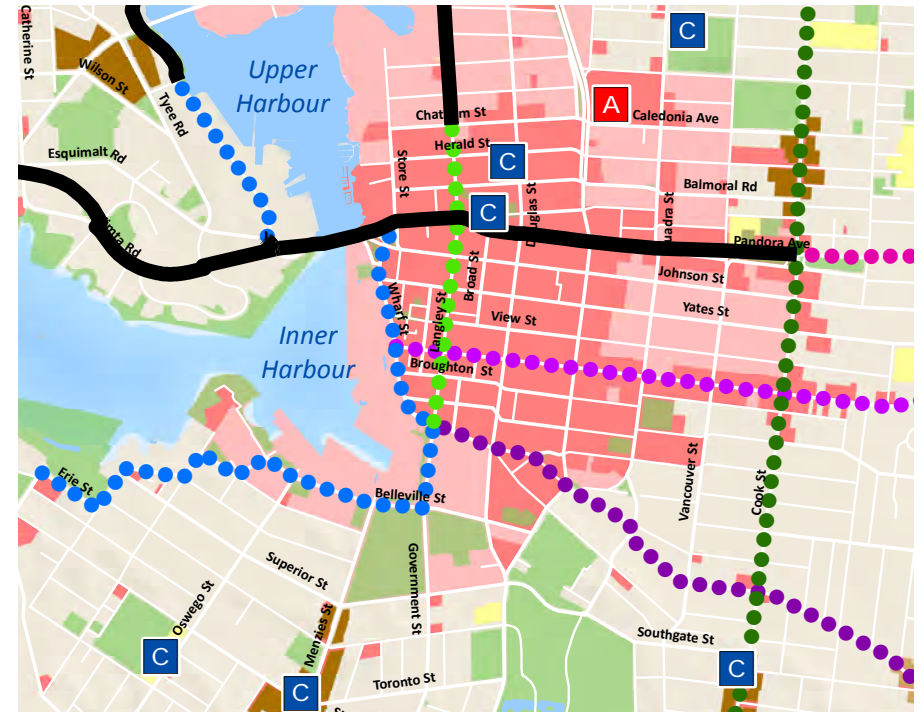 Catherine St
Wilson St
Tyee Rd
Upper
Harbour
C
A
Chatham St
Caledonia Ave
Herald St
C
Esquimalt Rd
Store St
Balmoral Rd
C
Douglas St
Pandora Ave
Johnson St
Broad St
Wharf St
Langley St
View St
Yates St
Inner
Harbour
Broughton St
Erie St
Belleville St
Vancouver St
Cook St
Superior St
Government St
Oswego St
Menzies St
Southgate St
C
C
C
Toronto St